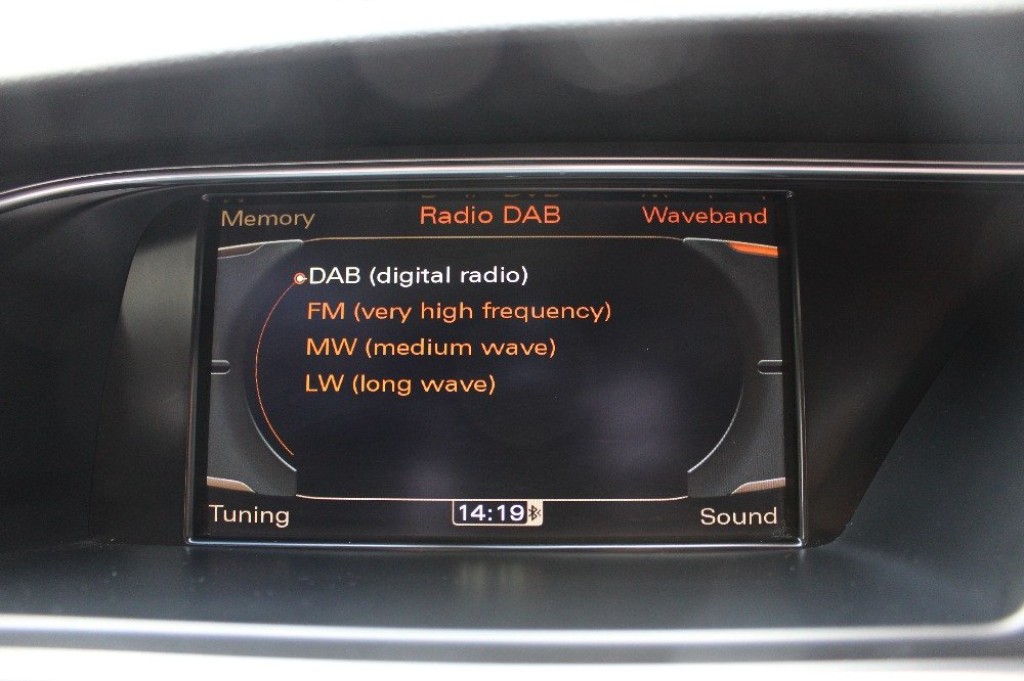 Memory Radio DAB Waveband
DAB (digital radio)
FM (very high frequency)
MW (medium wave)
LW (long wave)
Tuning 14:19 Sound